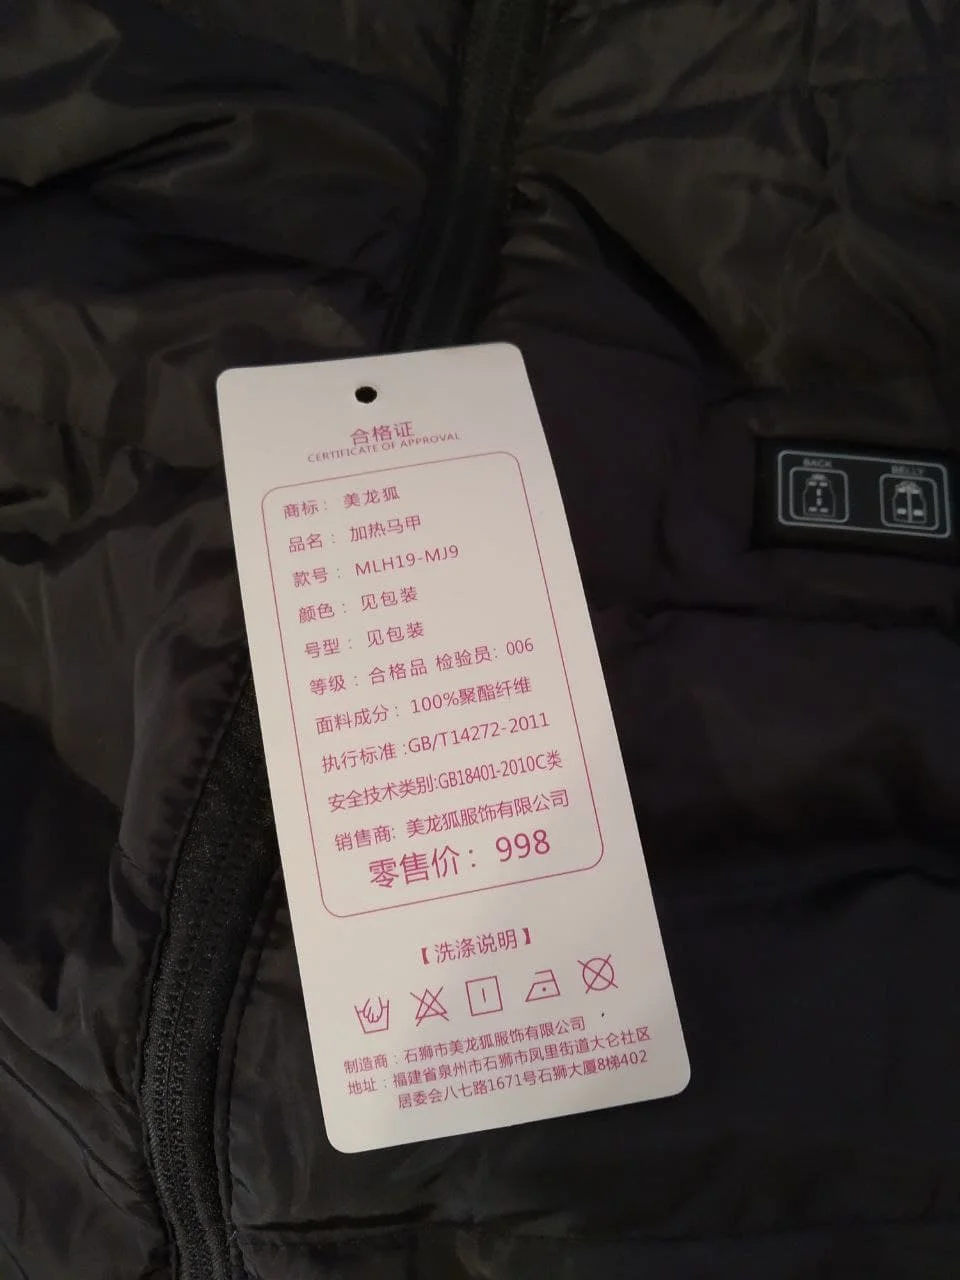 合格证
CERTIFICATE OF APPROVAL
商标： 美龙狐
品名： 加热马甲
款号： MLH19-MJ9
颜色： 见包装
号型： 见包装
等级： 合格品 检验员: 006
面料成分： 100%聚酯纤维
执行标准:GB/T14272-2011
安全技术类别:GB18401-2010C类
销售商: 美龙狐服饰有限公司
零售价： 998
【洗涤说明】
制造商：石狮市美龙狐服饰有限公司
地址：福建省泉州市石狮市凤里街道大仑社区
居委会八七路1671号石狮大厦8梯402
BACK
BELLY